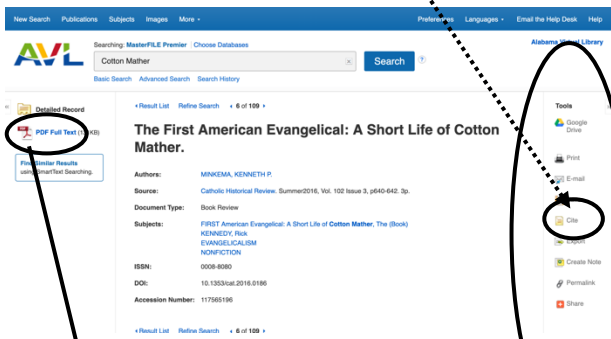 New Search Publications Subjects Images More
Preferences Languages Email the Help Desk Help
AVL
Searching: MasterFILE Premier Choose Databases
Alabama Virtual Library
Cotton Mather
Search
Basic Search Advanced Search Search History
Detailed Record
PDF Full Text KB)
Find Similar Results
using SmartText Searching.
Result List Refine Search 6 of 109
The First American Evangelical: A Short Life of Cotton
Mather.
Authors: MINKEMA, KENNETH P.
Source: Catholic Historical Review. Summer2016, Vol. 102 Issue 3, p640-642. 3p.
Document Type: Book Review
Subjects: FIRST American Evangelical: A Short Life of Cotton Mather, The (Book)
KENNEDY, Rick
EVANGELICALISM
NONFICTION
ISSN: 0008-8080
DOI: 10.1353/cat.2016.0186
Accession Number: 117565196
Result List Refine Search 6 of 109
Tools
Google
Drive
Print
E-mail
Cite
Export
Create Note
Permalink
Share